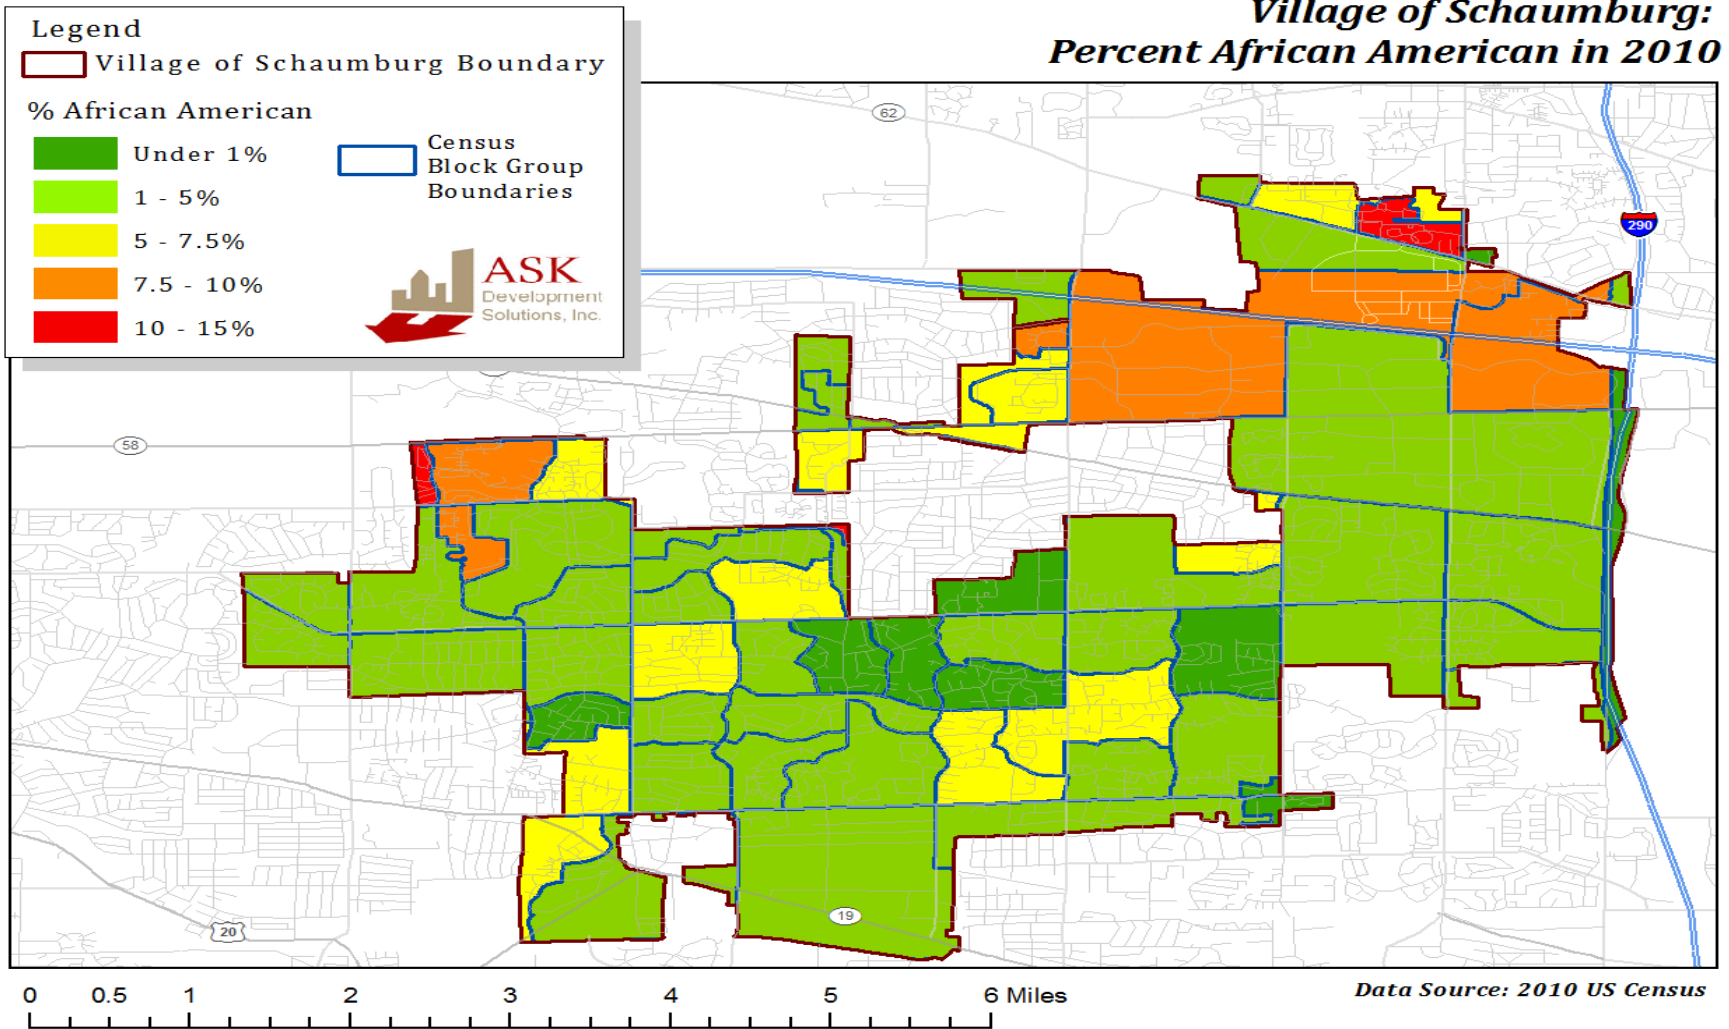 Village of Schaumburg:
Percent African American in 2010
Legend
Village of Schaumburg Boundary
% African American
Under 1%
1 - 5%
5 - 7.5%
7.5 - 10%
10 - 15%
Census
Block Group
Boundaries
ASK
Development
Solutions, Inc.
62
290
58
20
19
0 0.5 1 2 3 4 5 6 Miles
Data Source: 2010 US Census